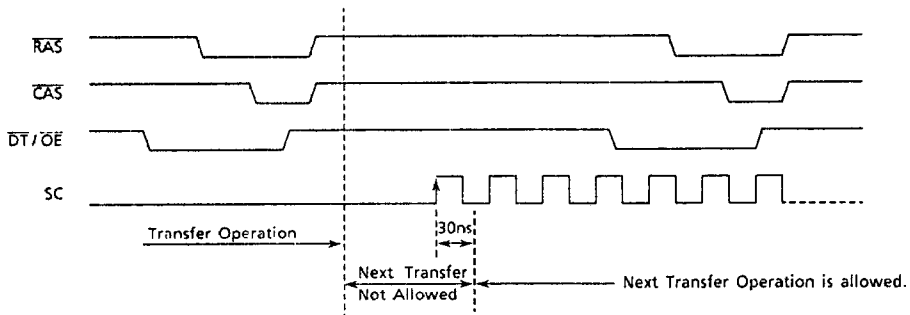 RAS
CAS
DT / OE
SC
30ns
Transfer Operation
Next Transfer
Not Allowed
Next Transfer Operation is allowed.